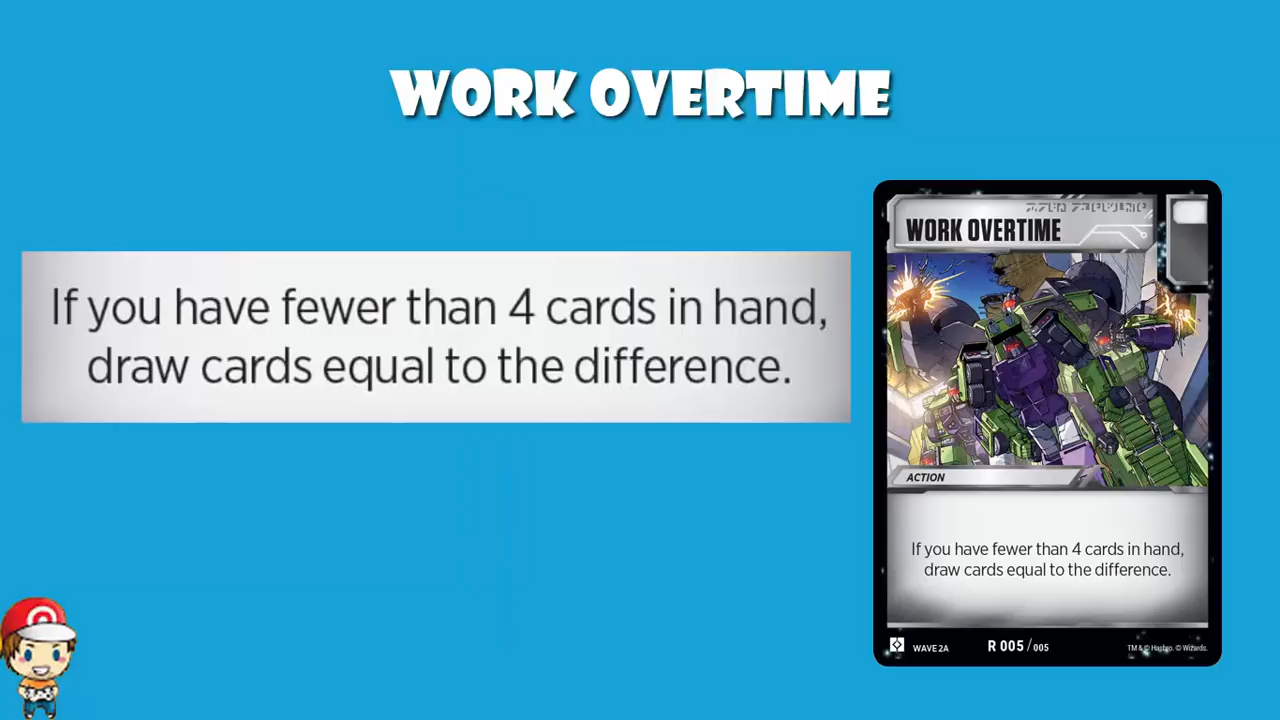 WORK OVERTIME
If you have fewer than 4 cards in hand,
draw cards equal to the difference.
WORK OVERTIME
ACTION
If you have fewer than 4 cards in hand,
draw cards equal to the difference.
WAVE 2A
R 005/005
TM & © Hasbro. © Wizards.